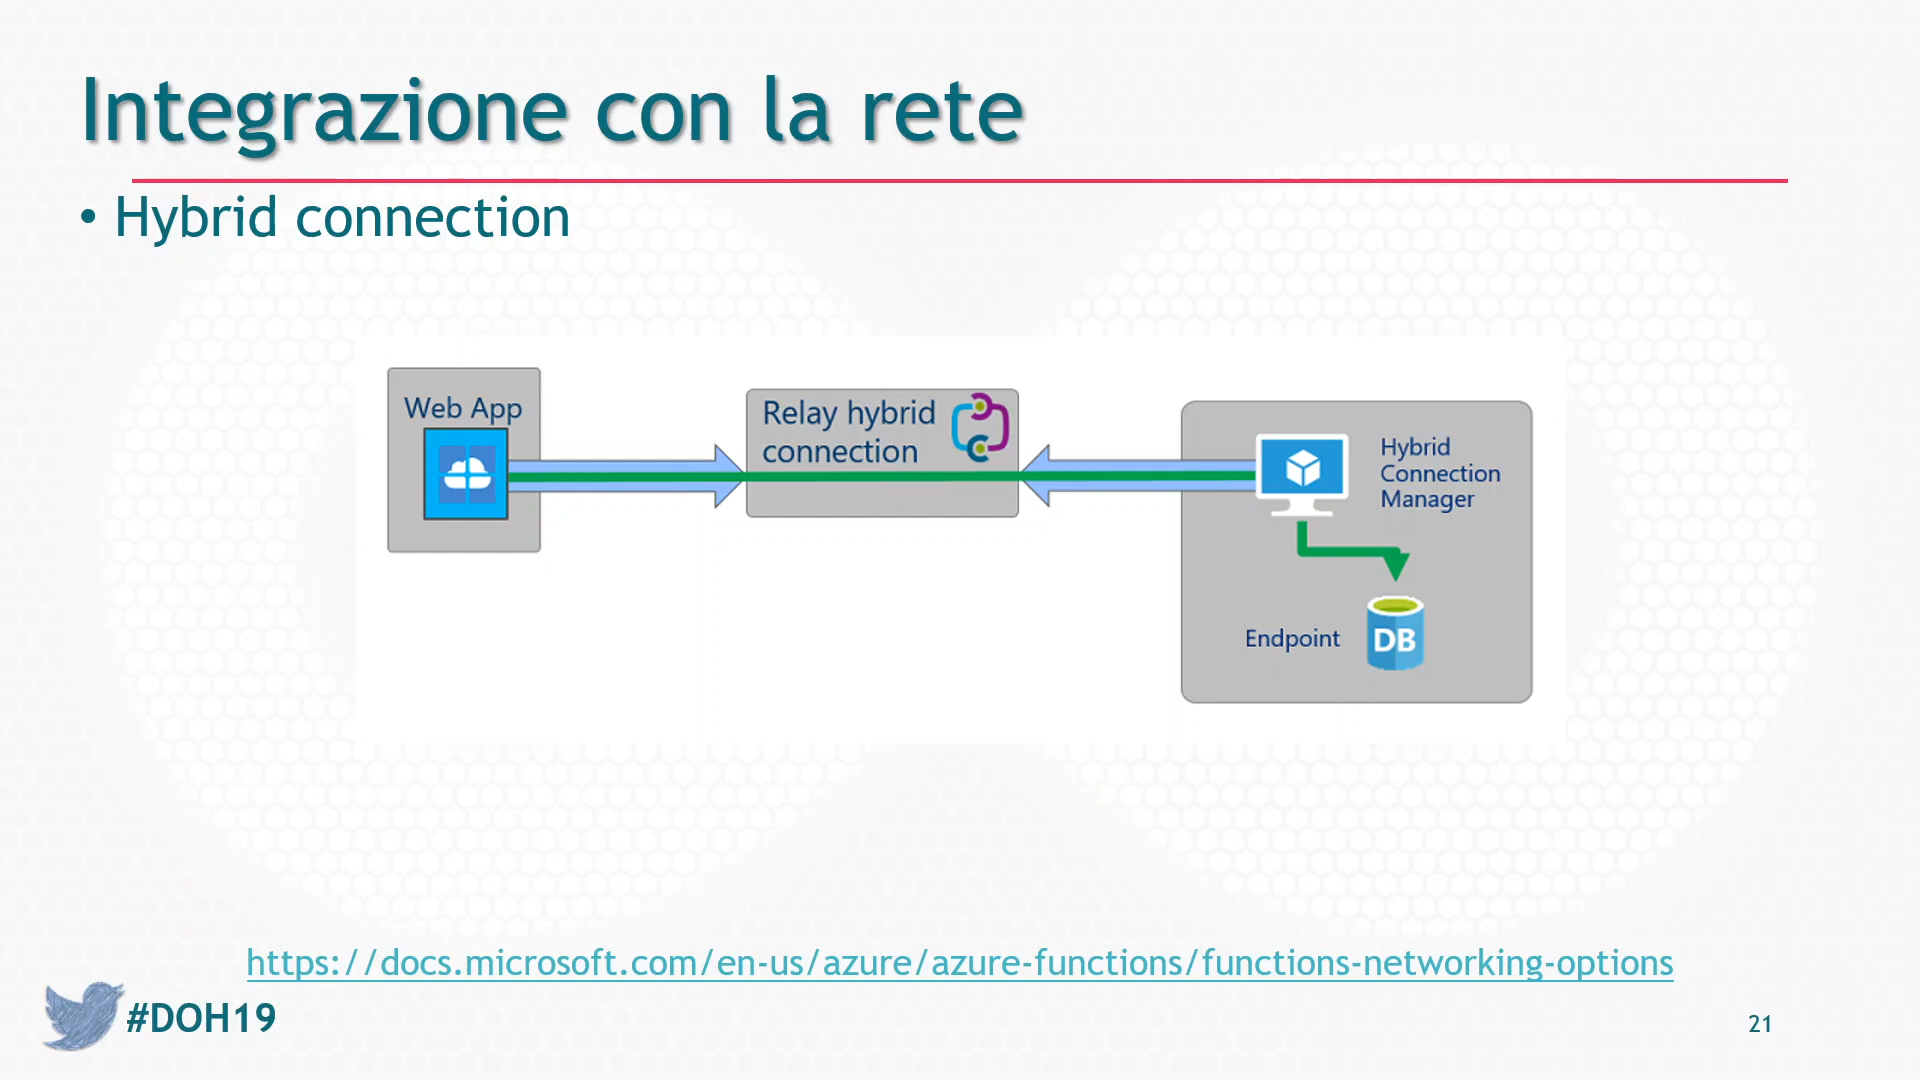 Integrazione con la rete
• Hybrid connection
Web App
Relay hybrid
connection
Hybrid
Connection
Manager
Endpoint
DB
https://docs.microsoft.com/en-us/azure/azure-functions/functions-networking-options
#DOH19
21